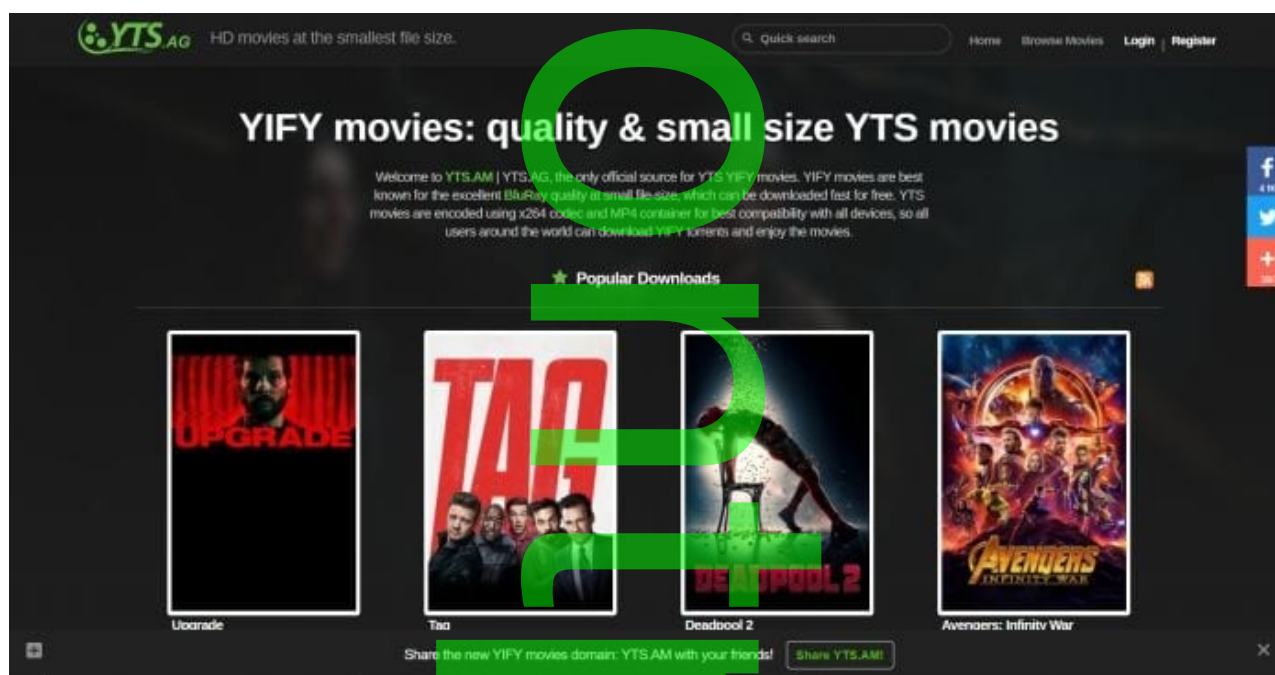 YTS.AG HD movies at the smallest file size. Quick search Home Browse Movies Login | Register
YIFY movies: quality & small size YTS movies
Welcome to YTS.AM | YTS.AG, the only official source for YTS YIFY movies. YIFY movies are best
known for the excellent BluRay quality at small file-size, which can be downloaded fast for free. YTS
movies are encoded using x264 codec and MP4 container for best compatibility with all devices, so all
users around the world can download YIFY torrents and enjoy the movies.
Popular Downloads
UPGRADE
TAG
DEADPOOL 2
AVENGERS
INFINITY WAR
Upgrade Tag Deadpool 2 Avengers: Infinity War
Share the new YIFY movies domain: YTS.AM with your friends! Share YTS.AM!